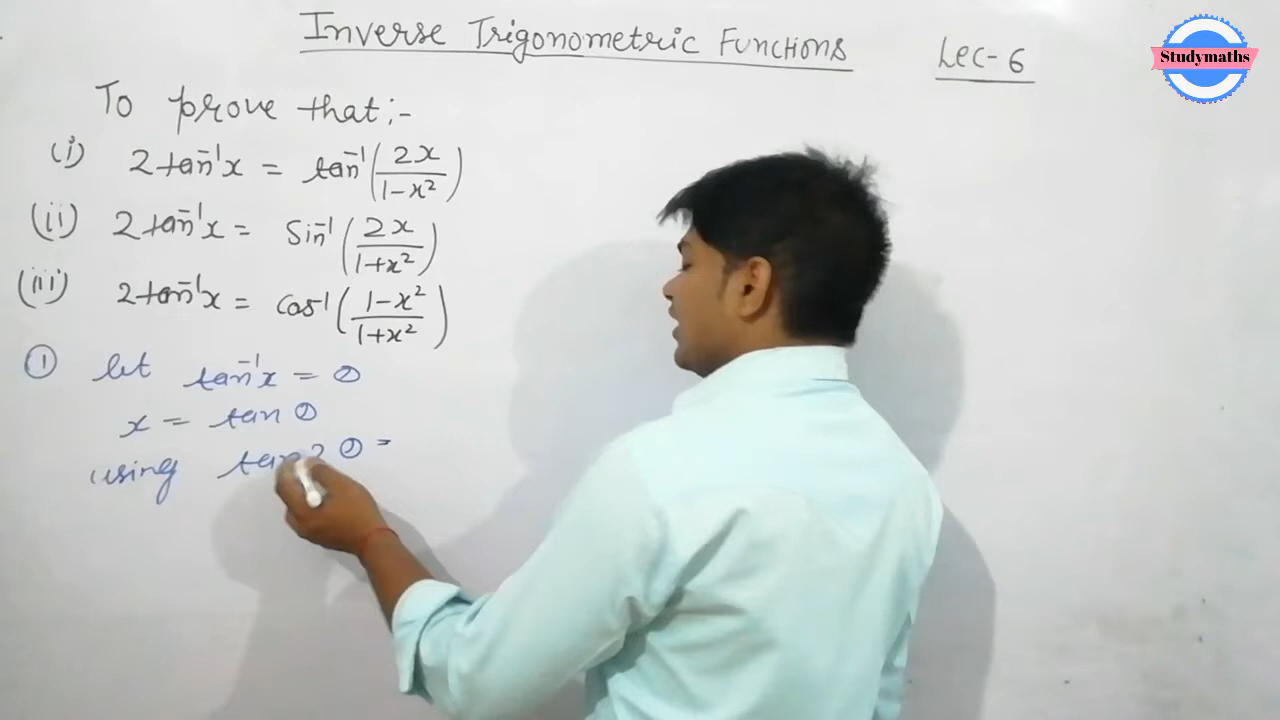 Inverse Trigonometric Functions
Lec-6
Studymaths
To prove that:-
(i) 2tan⁻¹x = tan⁻¹(2x/1-x²)
(ii) 2tan⁻¹x = Sin⁻¹(2x/1+x²)
(iii) 2tan⁻¹x = Cos⁻¹(1-x²/1+x²)
① let tan⁻¹x = θ
x = tan θ
using tan2θ =